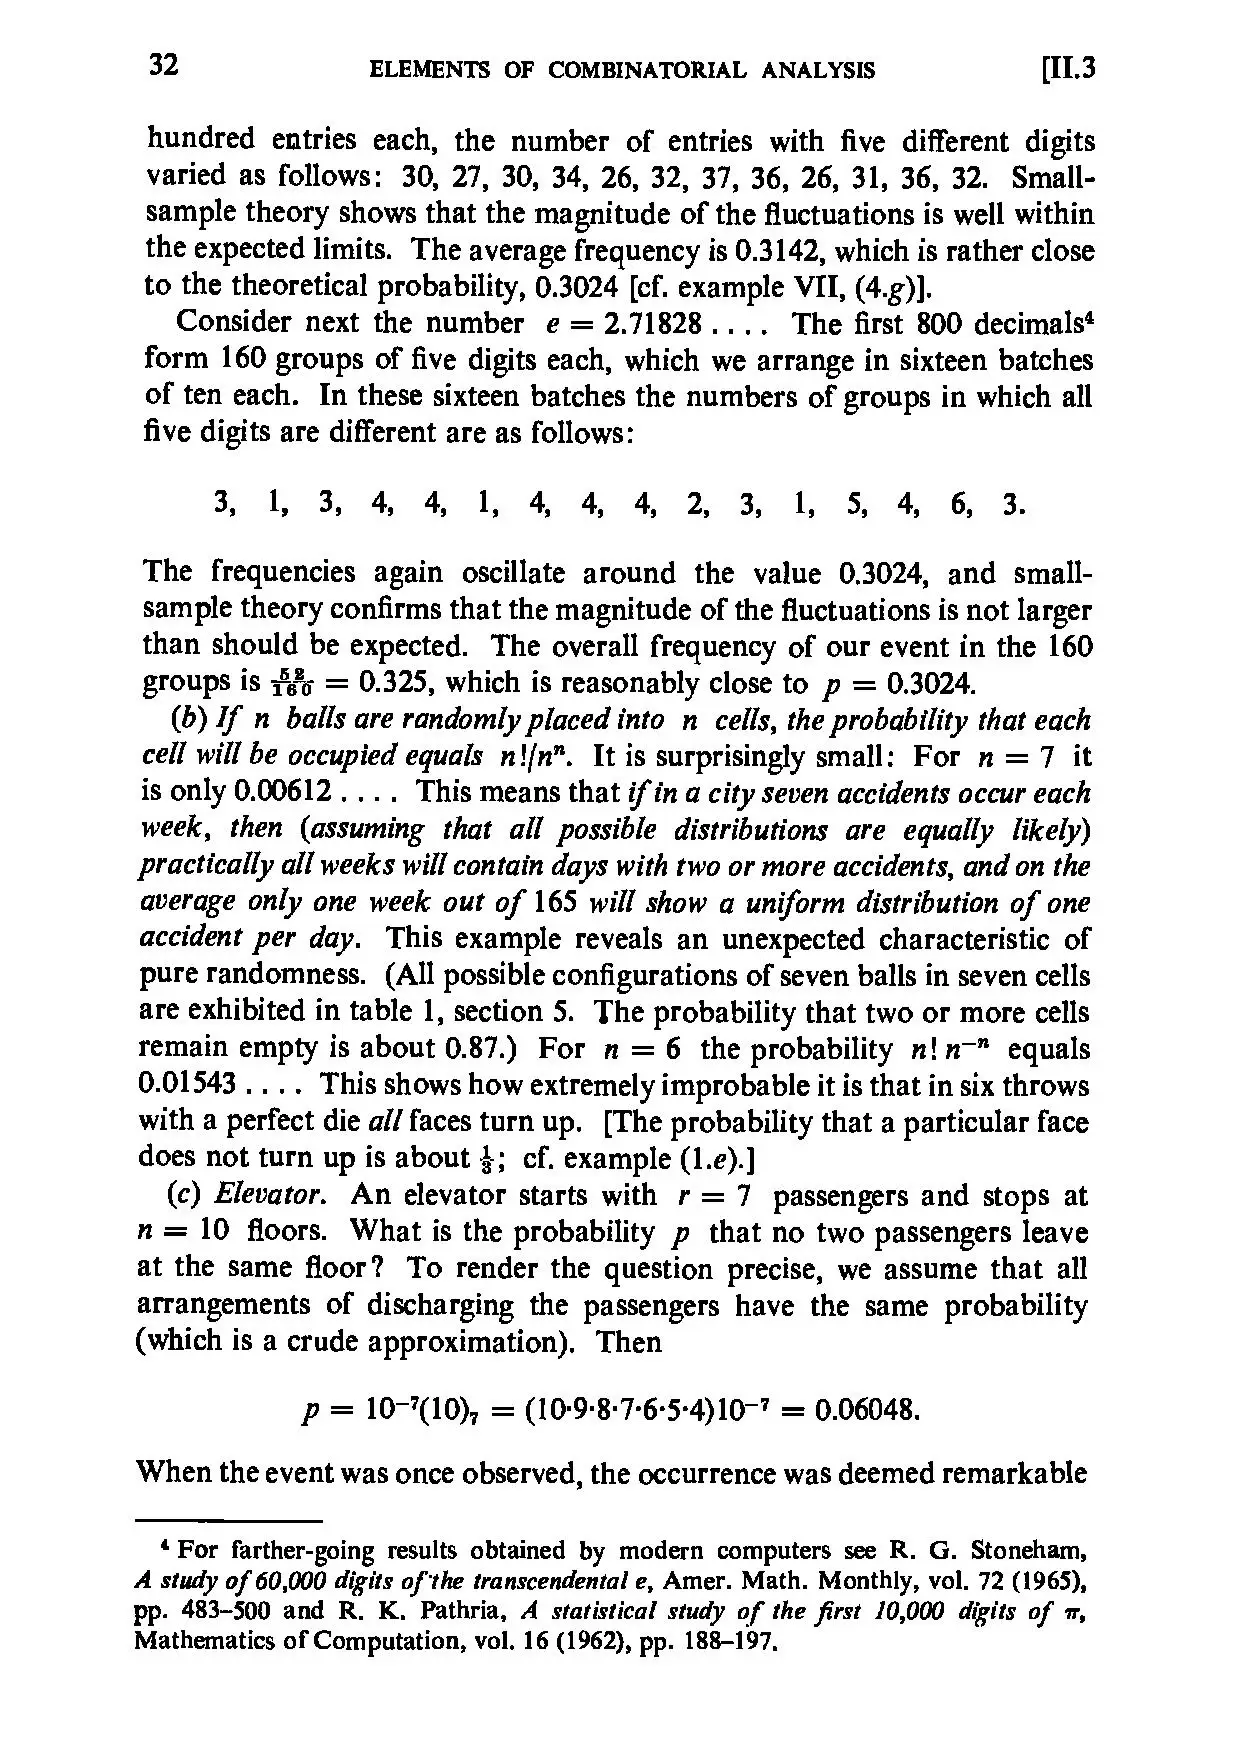 32 ELEMENTS OF COMBINATORIAL ANALYSIS [II.3
hundred entries each, the number of entries with five different digits
varied as follows: 30, 27, 30, 34, 26, 32, 37, 36, 26, 31, 36, 32. Small-
sample theory shows that the magnitude of the fluctuations is well within
the expected limits. The average frequency is 0.3142, which is rather close
to the theoretical probability, 0.3024 [cf. example VII, (4.g)].
Consider next the number e = 2.71828 . . . . The first 800 decimals⁴
form 160 groups of five digits each, which we arrange in sixteen batches
of ten each. In these sixteen batches the numbers of groups in which all
five digits are different are as follows:
3, 1, 3, 4, 4, 1, 4, 4, 4, 2, 3, 1, 5, 4, 6, 3.
The frequencies again oscillate around the value 0.3024, and small-
sample theory confirms that the magnitude of the fluctuations is not larger
than should be expected. The overall frequency of our event in the 160
groups is 52/160 = 0.325, which is reasonably close to p = 0.3024.
(b) If n balls are randomly placed into n cells, the probability that each
cell will be occupied equals n!/nⁿ. It is surprisingly small: For n = 7 it
is only 0.00612 . . . . This means that if in a city seven accidents occur each
week, then (assuming that all possible distributions are equally likely)
practically all weeks will contain days with two or more accidents, and on the
average only one week out of 165 will show a uniform distribution of one
accident per day. This example reveals an unexpected characteristic of
pure randomness. (All possible configurations of seven balls in seven cells
are exhibited in table 1, section 5. The probability that two or more cells
remain empty is about 0.87.) For n = 6 the probability n! n⁻ⁿ equals
0.01543 . . . . This shows how extremely improbable it is that in six throws
with a perfect die all faces turn up. [The probability that a particular face
does not turn up is about ⅓; cf. example (1.e).]
(c) Elevator. An elevator starts with r = 7 passengers and stops at
n = 10 floors. What is the probability p that no two passengers leave
at the same floor? To render the question precise, we assume that all
arrangements of discharging the passengers have the same probability
(which is a crude approximation). Then
p = 10⁻⁷(10)₇ = (10·9·8·7·6·5·4)10⁻⁷ = 0.06048.
When the event was once observed, the occurrence was deemed remarkable
⁴ For farther-going results obtained by modern computers see R. G. Stoneham,
A study of 60,000 digits of the transcendental e, Amer. Math. Monthly, vol. 72 (1965),
pp. 483–500 and R. K. Pathria, A statistical study of the first 10,000 digits of π,
Mathematics of Computation, vol. 16 (1962), pp. 188–197.